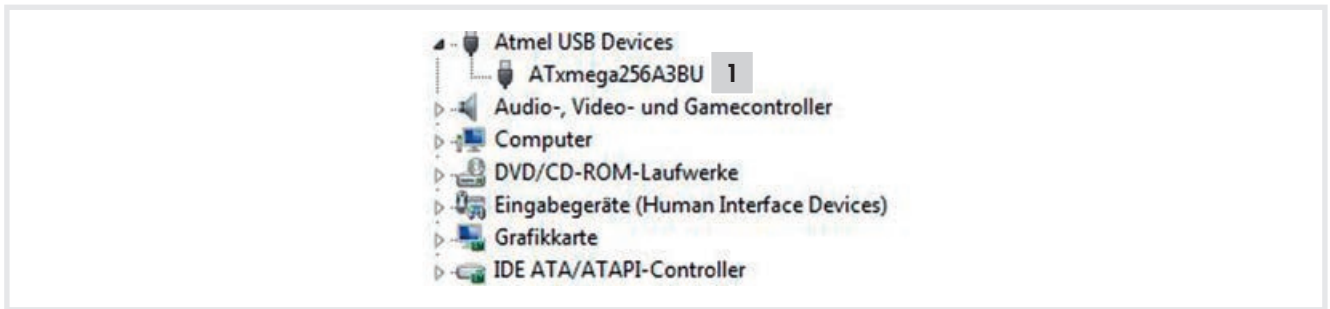 Atmel USB Devices
ATxmega256A3BU 1
Audio-, Video- und Gamecontroller
Computer
DVD/CD-ROM-Laufwerke
Eingabegeräte (Human Interface Devices)
Grafikkarte
IDE ATA/ATAPI-Controller